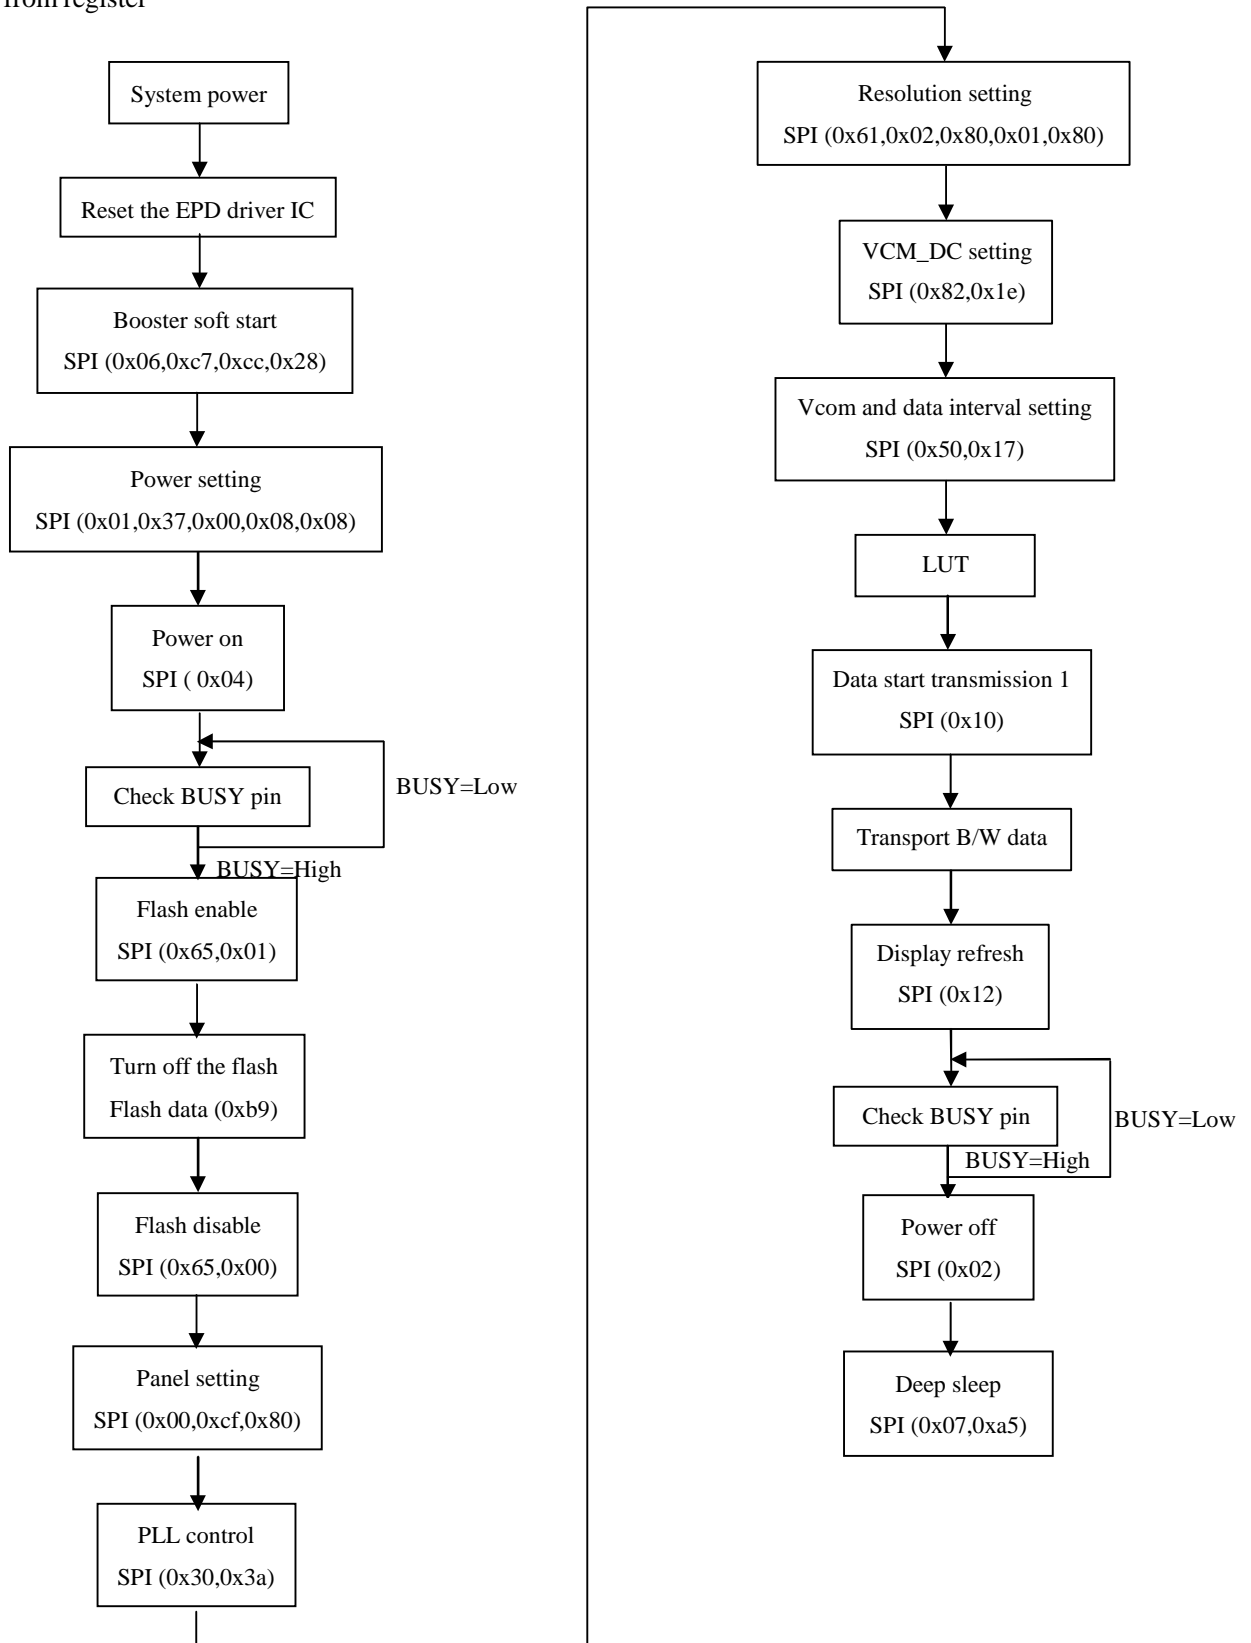 from register
System power
Reset the EPD driver IC
Booster soft start
SPI (0x06,0xc7,0xcc,0x28)
Power setting
SPI (0x01,0x37,0x00,0x08,0x08)
Power on
SPI ( 0x04)
Check BUSY pin
BUSY=Low
BUSY=High
Flash enable
SPI (0x65,0x01)
Turn off the flash
Flash data (0xb9)
Flash disable
SPI (0x65,0x00)
Panel setting
SPI (0x00,0xcf,0x80)
PLL control
SPI (0x30,0x3a)
Resolution setting
SPI (0x61,0x02,0x80,0x01,0x80)
VCM_DC setting
SPI (0x82,0x1e)
Vcom and data interval setting
SPI (0x50,0x17)
LUT
Data start transmission 1
SPI (0x10)
Transport B/W data
Display refresh
SPI (0x12)
Check BUSY pin
BUSY=Low
BUSY=High
Power off
SPI (0x02)
Deep sleep
SPI (0x07,0xa5)